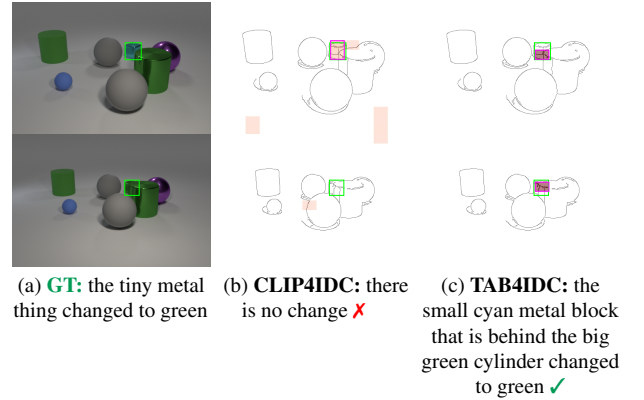 (a) GT: the tiny metal
thing changed to green
(b) CLIP4IDC: there
is no change ✗
(c) TAB4IDC: the
small cyan metal block
that is behind the big
green cylinder changed
to green ✓